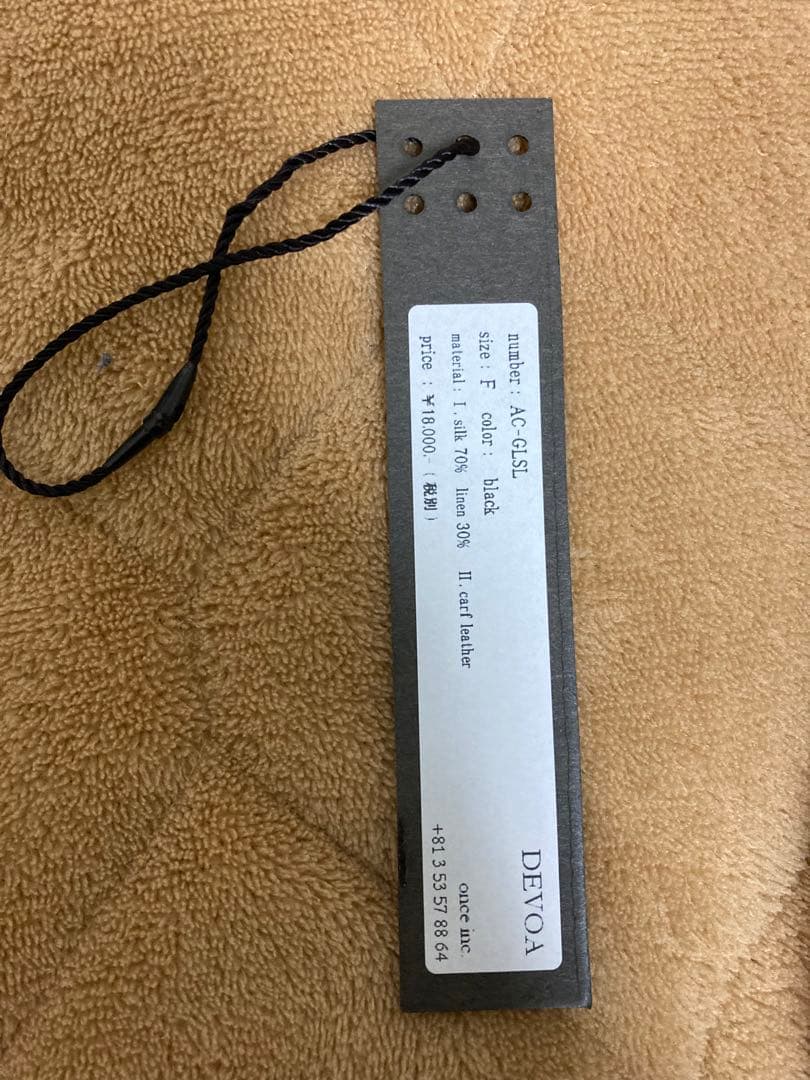 number : AC-GLSL
size : F color : black
material : I. silk 70% linen 30% II. carf leather
price : ¥18.000.- (税別)
DEVOA
once inc.
+81 3 53 57 88 64